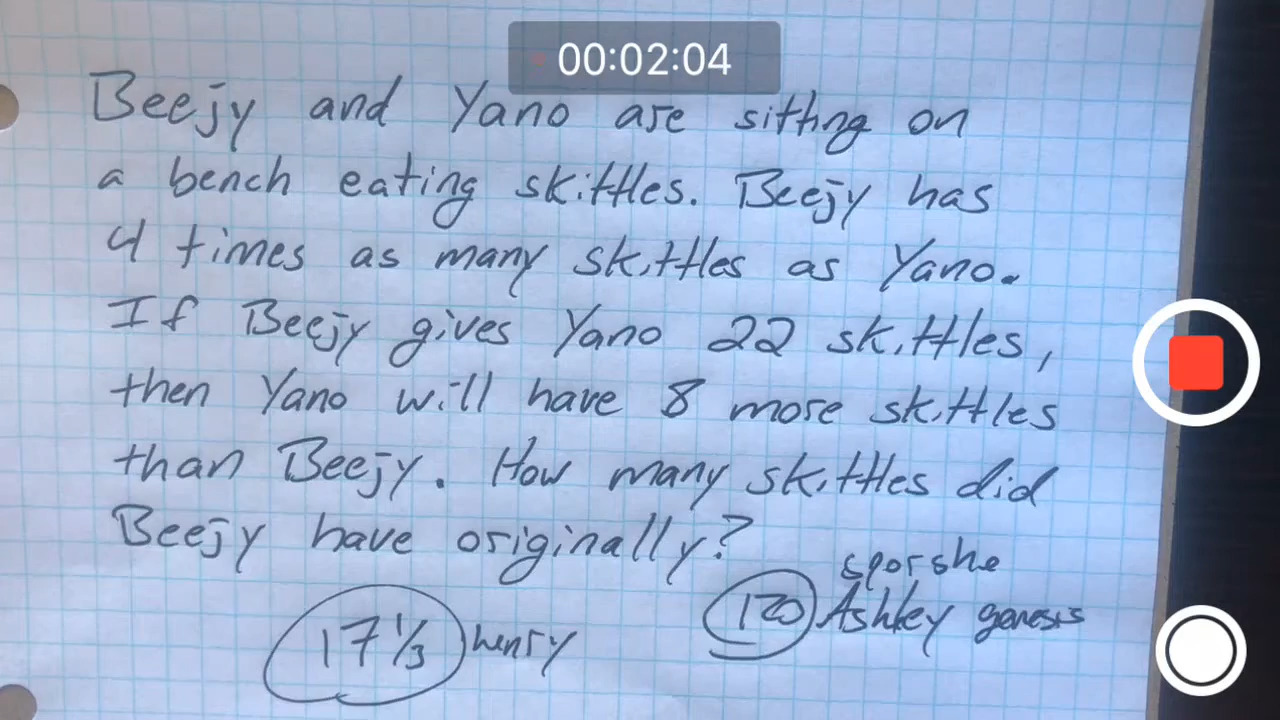 00:02:04
Beejy and Yano are sitting on
a bench eating skittles. Beejy has
4 times as many skittles as Yano.
If Beejy gives Yano 22 skittles,
then Yano will have 8 more skittles
than Beejy. How many skittles did
Beejy have originally?
sporshe
17 1/3 henry
120 Ashley genesis